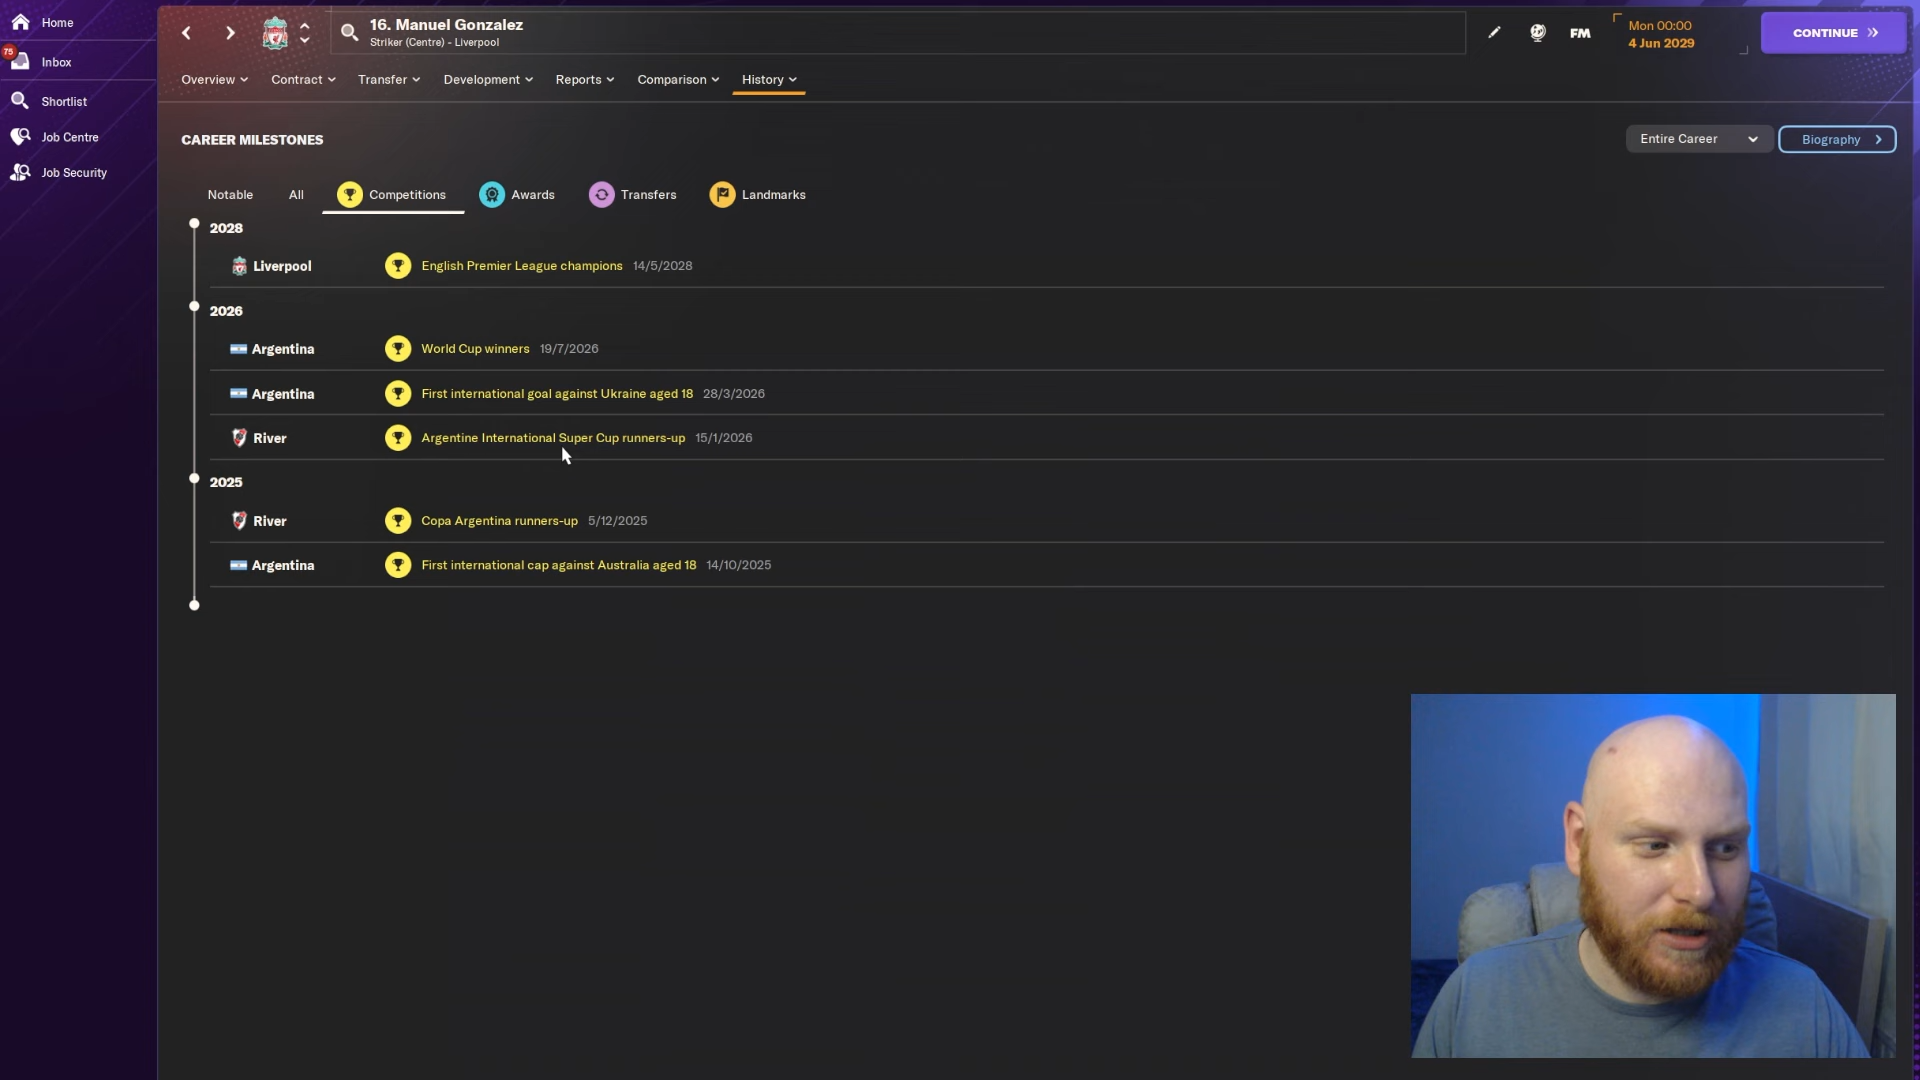 Home
75
Inbox
Shortlist
Job Centre
Job Security
16. Manuel Gonzalez
Striker (Centre) - Liverpool
FM
Mon 00:00
4 Jun 2029
CONTINUE
Overview
Contract
Transfer
Development
Reports
Comparison
History
CAREER MILESTONES
Entire Career
Biography
Notable
All
Competitions
Awards
Transfers
Landmarks
2028
Liverpool
English Premier League champions 14/5/2028
2026
Argentina
World Cup winners 19/7/2026
Argentina
First international goal against Ukraine aged 18 28/3/2026
River
Argentine International Super Cup runners-up 15/1/2026
2025
River
Copa Argentina runners-up 5/12/2025
Argentina
First international cap against Australia aged 18 14/10/2025